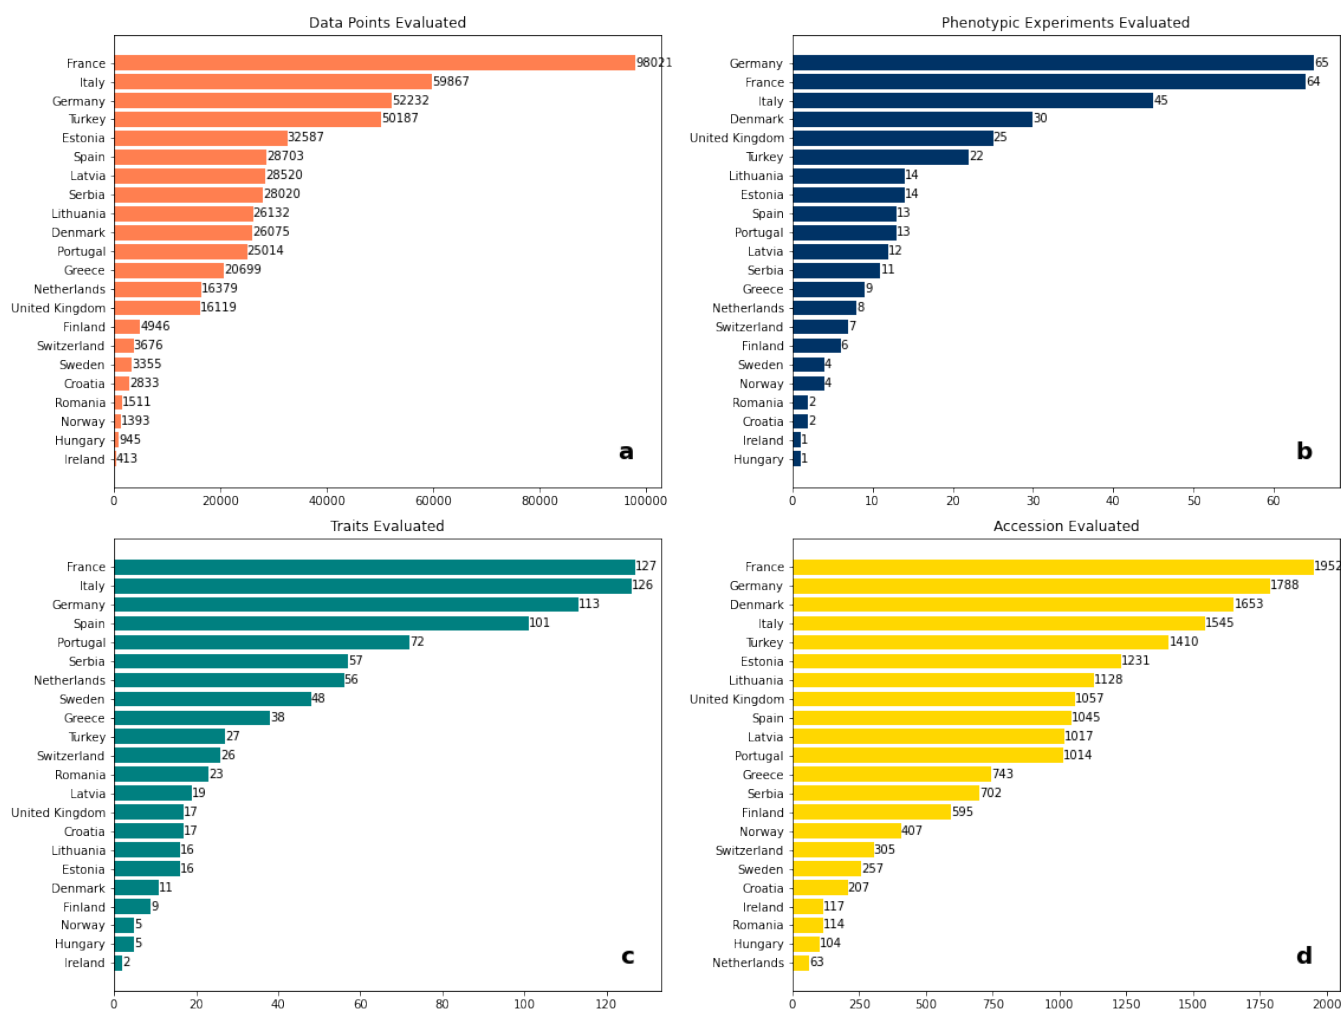 Data Points Evaluated
France 98021
Italy 59867
Germany 52232
Turkey 50187
Estonia 32587
Spain 28703
Latvia 28520
Serbia 28020
Lithuania 26132
Denmark 26075
Portugal 25014
Greece 20699
Netherlands 16379
United Kingdom 16119
Finland 4946
Switzerland 3676
Sweden 3355
Croatia 2833
Romania 1511
Norway 1393
Hungary 945
Ireland 413
a
0 20000 40000 60000 80000 100000
Phenotypic Experiments Evaluated
Germany 65
France 64
Italy 45
Denmark 30
United Kingdom 25
Turkey 22
Lithuania 14
Estonia 14
Spain 13
Portugal 13
Latvia 12
Serbia 11
Greece 9
Netherlands 8
Switzerland 7
Finland 6
Sweden 4
Norway 4
Romania 2
Croatia 2
Ireland 1
Hungary 1
b
0 10 20 30 40 50 60
Traits Evaluated
France 127
Italy 126
Germany 113
Spain 101
Portugal 72
Serbia 57
Netherlands 56
Sweden 48
Greece 38
Turkey 27
Switzerland 26
Romania 23
Latvia 19
United Kingdom 17
Croatia 17
Lithuania 16
Estonia 16
Denmark 11
Finland 9
Norway 5
Hungary 5
Ireland 2
c
0 20 40 60 80 100 120
Accession Evaluated
France 1952
Germany 1788
Denmark 1653
Italy 1545
Turkey 1410
Estonia 1231
Lithuania 1128
United Kingdom 1057
Spain 1045
Latvia 1017
Portugal 1014
Greece 743
Serbia 702
Finland 595
Norway 407
Switzerland 305
Sweden 257
Croatia 207
Ireland 117
Romania 114
Hungary 104
Netherlands 63
d
0 250 500 750 1000 1250 1500 1750 2000